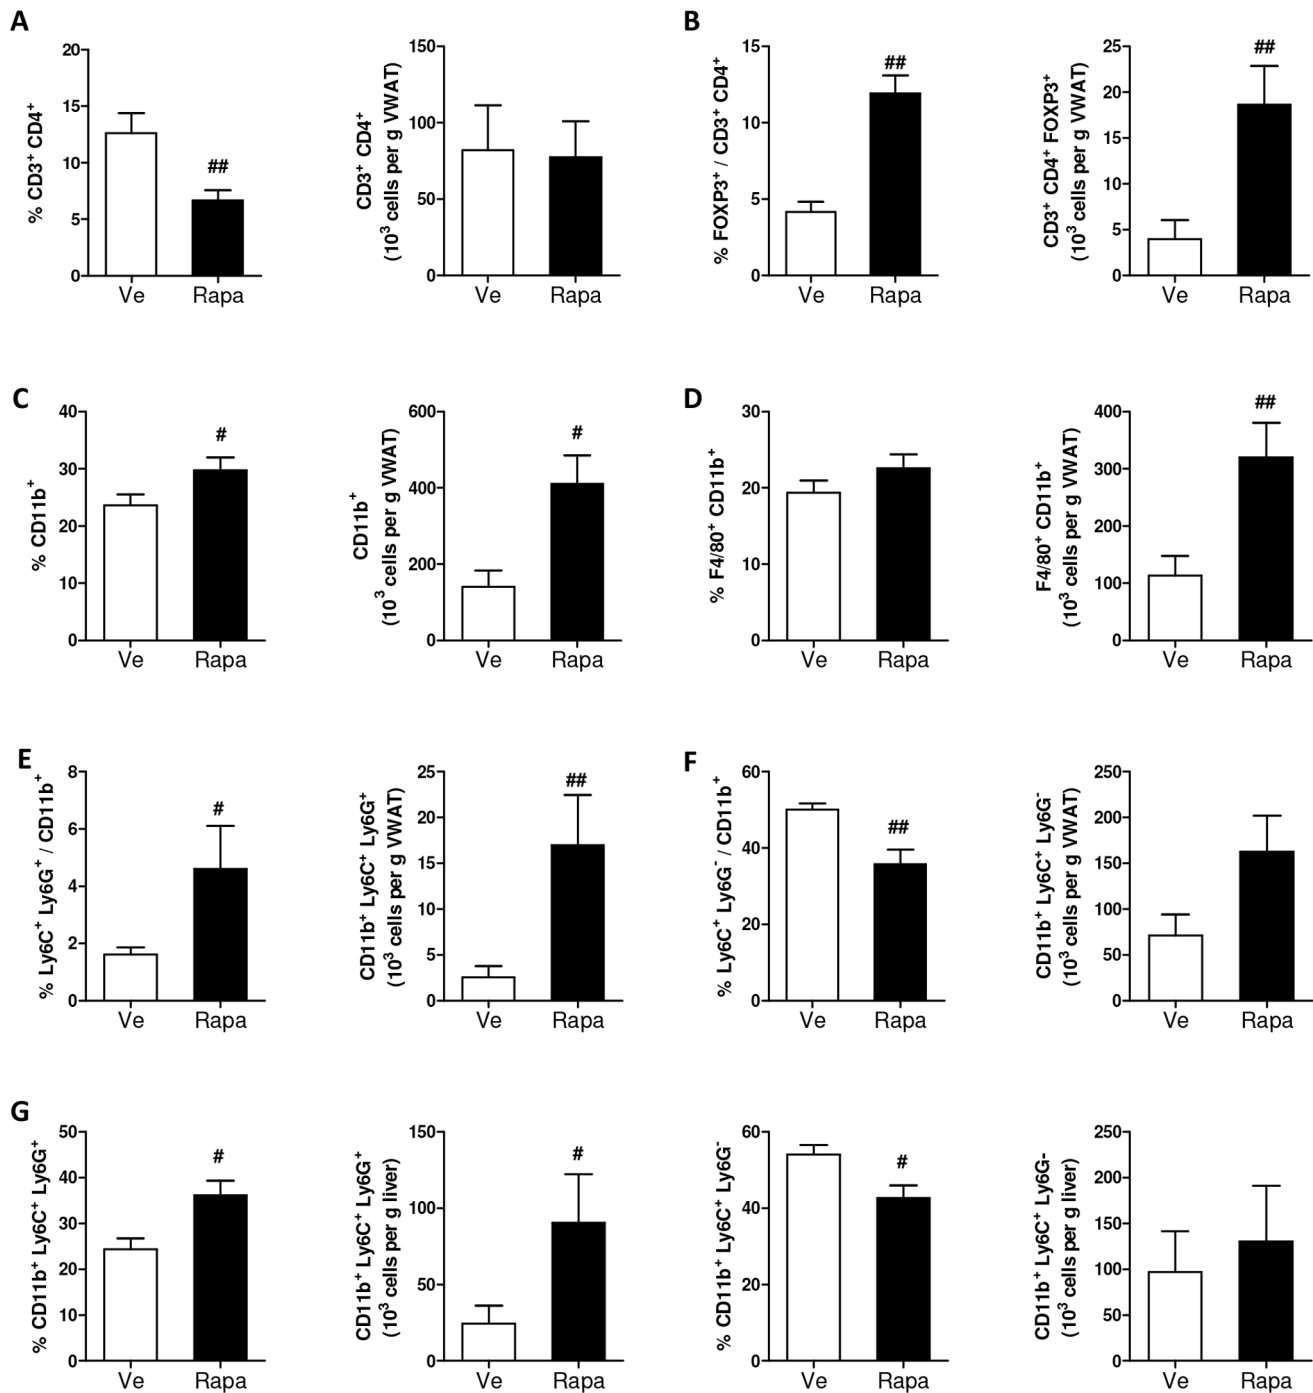 A
% CD3⁺ CD4⁺
20
15
10
5
0
##
Ve Rapa
CD3⁺ CD4⁺
(10³ cells per g VWAT)
150
100
50
0
Ve Rapa
B
% FOXP3⁺ / CD3⁺ CD4⁺
15
10
5
0
##
Ve Rapa
CD3⁺ CD4⁺ FOXP3⁺
(10³ cells per g VWAT)
25
20
15
10
5
0
##
Ve Rapa
C
% CD11b⁺
40
30
20
10
0
#
Ve Rapa
CD11b⁺
(10³ cells per g VWAT)
600
400
200
0
#
Ve Rapa
D
% F4/80⁺ CD11b⁺
30
20
10
0
Ve Rapa
F4/80⁺ CD11b⁺
(10³ cells per g VWAT)
400
300
200
100
0
##
Ve Rapa
E
% Ly6C⁺ Ly6G⁺ / CD11b⁺
8
6
4
2
0
#
Ve Rapa
CD11b⁺ Ly6C⁺ Ly6G⁺
(10³ cells per g VWAT)
25
20
15
10
5
0
##
Ve Rapa
F
% Ly6C⁺ Ly6G⁻ / CD11b⁺
60
40
20
0
##
Ve Rapa
CD11b⁺ Ly6C⁺ Ly6G⁻
(10³ cells per g VWAT)
250
200
150
100
50
0
Ve Rapa
G
% CD11b⁺ Ly6C⁺ Ly6G⁺
50
40
30
20
10
0
#
Ve Rapa
CD11b⁺ Ly6C⁺ Ly6G⁺
(10³ cells per g liver)
150
100
50
0
#
Ve Rapa
% CD11b⁺ Ly6C⁺ Ly6G⁻
60
40
20
0
#
Ve Rapa
CD11b⁺ Ly6C⁺ Ly6G-
(10³ cells per g liver)
250
200
150
100
50
0
Ve Rapa